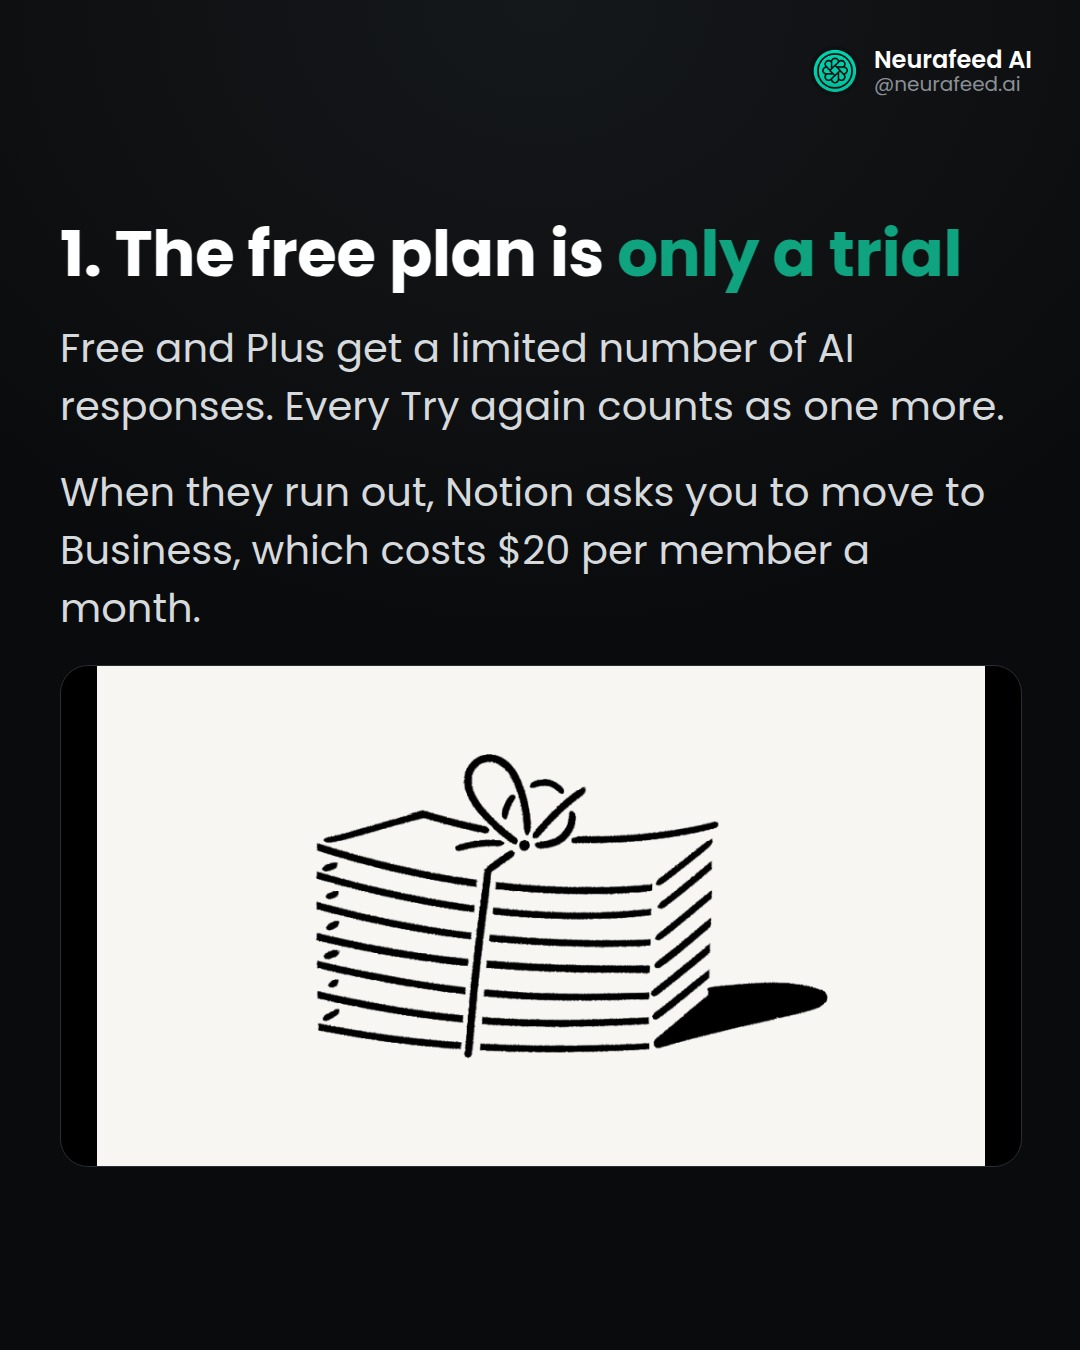 Neurafeed AI
@neurafeed.ai
1. The free plan is only a trial
Free and Plus get a limited number of AI
responses. Every Try again counts as one more.
When they run out, Notion asks you to move to
Business, which costs $20 per member a
month.